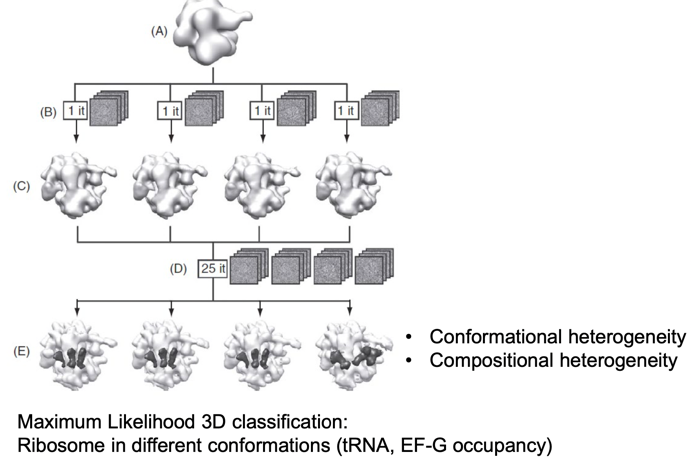 (A)
(B) 1 it 1 it 1 it 1 it
(C)
(D) 25 it
(E)
• Conformational heterogeneity
• Compositional heterogeneity
Maximum Likelihood 3D classification:
Ribosome in different conformations (tRNA, EF-G occupancy)